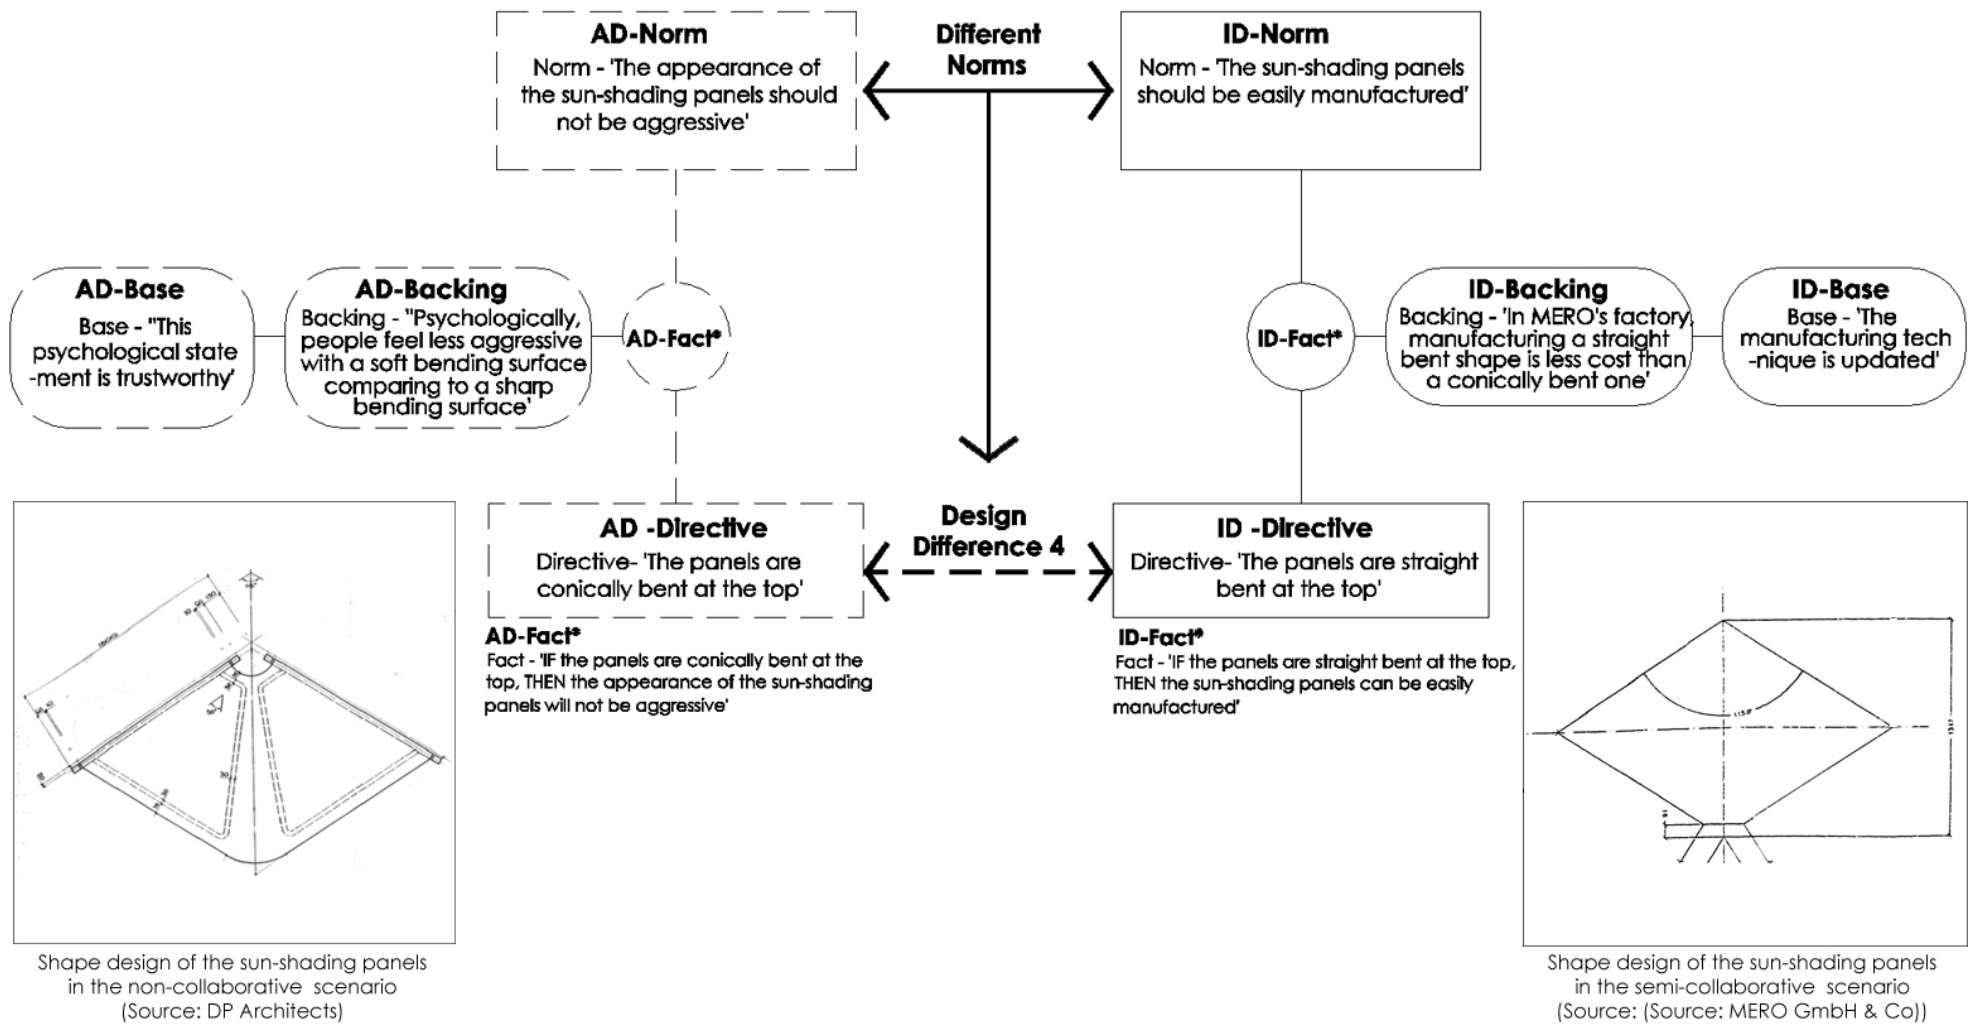 AD-Norm
Norm - 'The appearance of
the sun-shading panels should
not be aggressive'
Different
Norms
ID-Norm
Norm - 'The sun-shading panels
should be easily manufactured'
AD-Base
Base - "This
psychological state
-ment is trustworthy'
AD-Backing
Backing - "Psychologically,
people feel less aggressive
with a soft bending surface
comparing to a sharp
bending surface'
AD-Fact*
ID-Fact*
ID-Backing
Backing - 'In MERO's factory,
manufacturing a straight
bent shape is less cost than
a conically bent one'
ID-Base
Base - 'The
manufacturing tech
-nique is updated'
AD -Directive
Directive- 'The panels are
conically bent at the top'
Design
Difference 4
ID -Directive
Directive- 'The panels are straight
bent at the top'
AD-Fact*
Fact - 'IF the panels are conically bent at the
top, THEN the appearance of the sun-shading
panels will not be aggressive'
ID-Fact*
Fact - 'IF the panels are straight bent at the top,
THEN the sun-shading panels can be easily
manufactured'
Shape design of the sun-shading panels
in the non-collaborative scenario
(Source: DP Architects)
Shape design of the sun-shading panels
in the semi-collaborative scenario
(Source: (Source: MERO GmbH & Co))